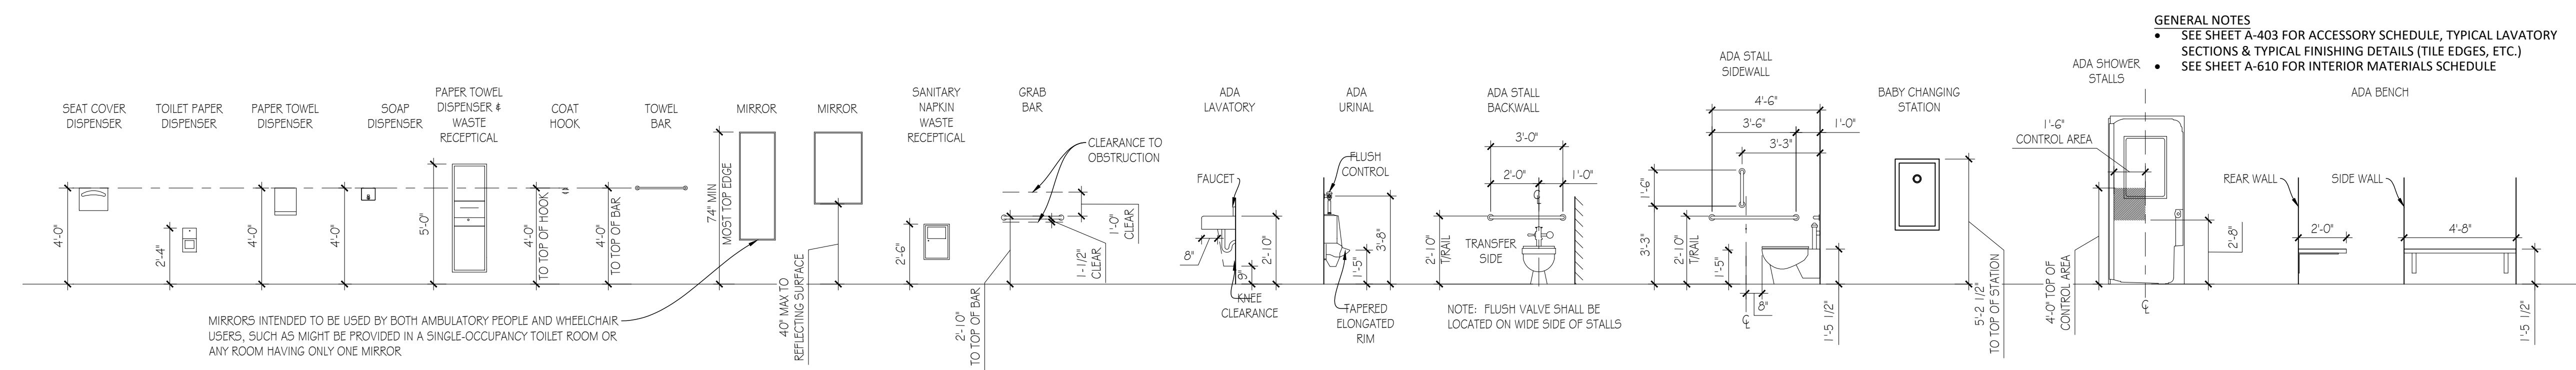 GENERAL NOTES
• SEE SHEET A-403 FOR ACCESSORY SCHEDULE, TYPICAL LAVATORY
SECTIONS & TYPICAL FINISHING DETAILS (TILE EDGES, ETC.)
• SEE SHEET A-610 FOR INTERIOR MATERIALS SCHEDULE
SEAT COVER
DISPENSER
4'-0"
TOILET PAPER
DISPENSER
2'-4"
PAPER TOWEL
DISPENSER
4'-0"
SOAP
DISPENSER
4'-0"
PAPER TOWEL
DISPENSER &
WASTE
RECEPTICAL
5'-0"
COAT
HOOK
4'-0"
TO TOP OF HOOK
TOWEL
BAR
4'-0"
TO TOP OF BAR
MIRROR
74" MIN
MOST TOP EDGE
MIRRORS INTENDED TO BE USED BY BOTH AMBULATORY PEOPLE AND WHEELCHAIR
USERS, SUCH AS MIGHT BE PROVIDED IN A SINGLE-OCCUPANCY TOILET ROOM OR
ANY ROOM HAVING ONLY ONE MIRROR
MIRROR
40" MAX TO
REFLECTING SURFACE
SANITARY
NAPKIN
WASTE
RECEPTICAL
2'-6"
GRAB
BAR
CLEARANCE TO
OBSTRUCTION
1'-0"
CLEAR
1-1/2"
CLEAR
2'-10"
TO TOP OF BAR
ADA
LAVATORY
FAUCET
8"
9"
2'-10"
KNEE
CLEARANCE
ADA
URINAL
FLUSH
CONTROL
1'-5"
3'-8"
TAPERED
ELONGATED
RIM
ADA STALL
BACKWALL
3'-0"
2'-0"
1'-0"
℄
2'-10"
T/RAIL
TRANSFER
SIDE
NOTE: FLUSH VALVE SHALL BE
LOCATED ON WIDE SIDE OF STALLS
ADA STALL
SIDEWALL
4'-6"
3'-6"
1'-0"
3'-3"
1'-6"
3'-3"
2'-10"
T/RAIL
1'-5"
8"
℄
1'-5 1/2"
BABY CHANGING
STATION
5'-2 1/2"
TO TOP OF STATION
ADA SHOWER
STALLS
1'-6"
CONTROL AREA
4'-0" TOP OF
CONTROL AREA
2'-8"
℄
ADA BENCH
REAR WALL
2'-0"
SIDE WALL
4'-8"
1'-5 1/2"